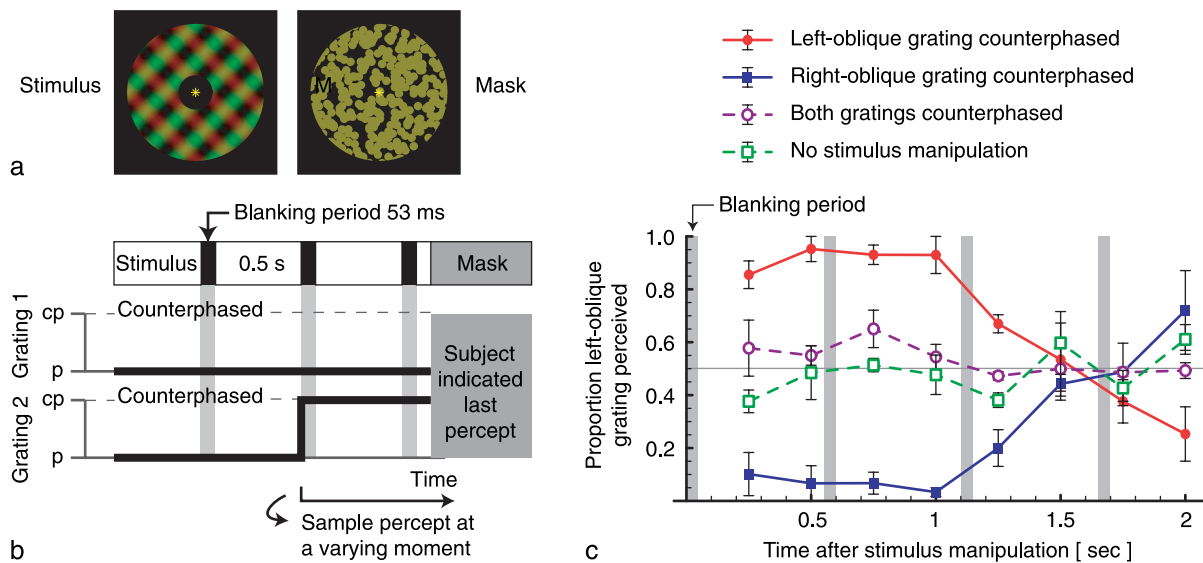 Stimulus
M
Mask
a
Left-oblique grating counterphased
Right-oblique grating counterphased
Both gratings counterphased
No stimulus manipulation
Blanking period 53 ms
Stimulus
0.5 s
Mask
Grating 1
cp
Counterphased
p
Grating 2
cp
Counterphased
p
Subject
indicated
last
percept
Time
Sample percept at
a varying moment
b
Blanking period
Proportion left-oblique
grating perceived
1.0
0.8
0.6
0.4
0.2
0.5
1
1.5
2
Time after stimulus manipulation [ sec ]
c